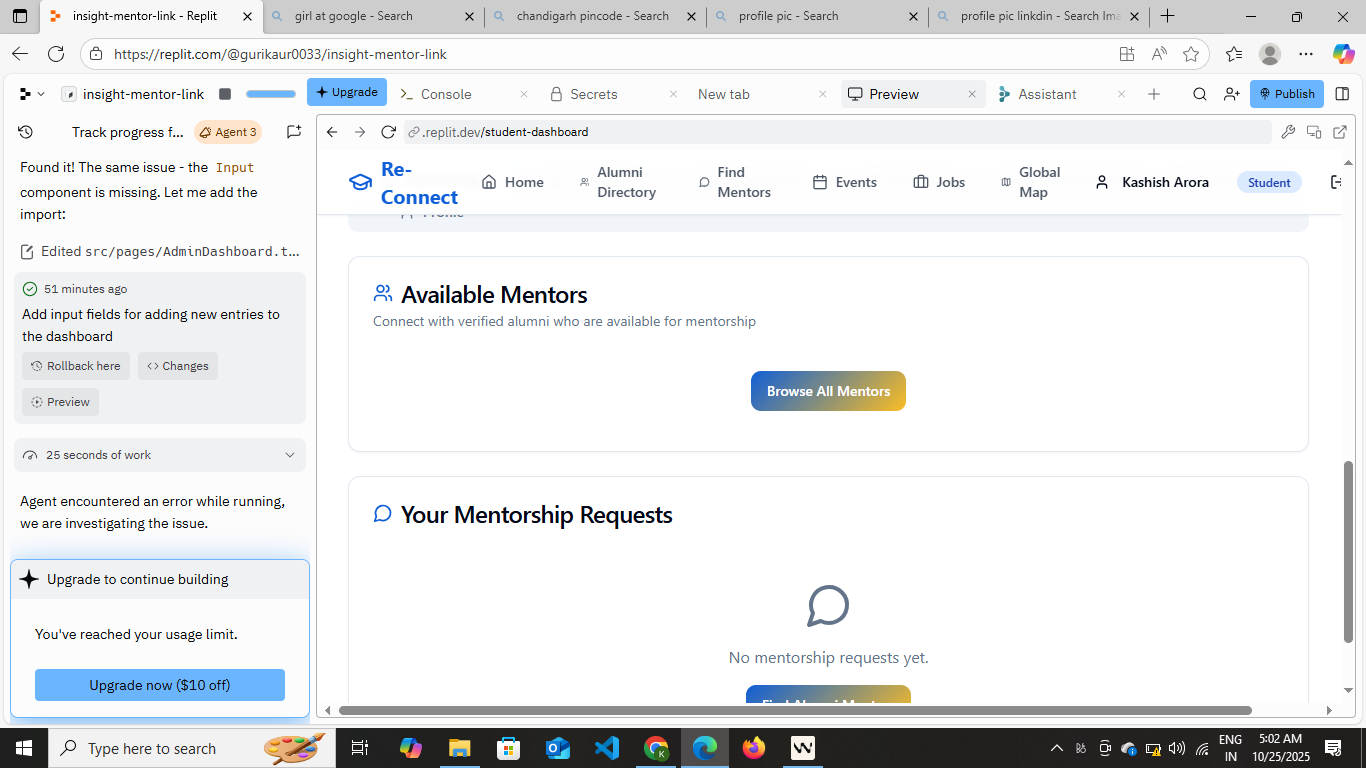 insight-mentor-link - Replit
girl at google - Search
chandigarh pincode - Search
profile pic - Search
profile pic linkdin - Search Ima
https://replit.com/@gurikaur0033/insight-mentor-link
insight-mentor-link
Upgrade
Console
Secrets
New tab
Preview
Assistant
Publish
Track progress f...
Agent 3
Found it! The same issue - the Input
component is missing. Let me add the
import:
Edited src/pages/AdminDashboard.t...
51 minutes ago
Add input fields for adding new entries to
the dashboard
Rollback here
Changes
Preview
25 seconds of work
Agent encountered an error while running,
we are investigating the issue.
Upgrade to continue building
You've reached your usage limit.
Upgrade now ($10 off)
.replit.dev/student-dashboard
Re-
Connect
Home
Alumni
Directory
Find
Mentors
Events
Jobs
Global
Map
Kashish Arora
Student
Profile
Available Mentors
Connect with verified alumni who are available for mentorship
Browse All Mentors
Your Mentorship Requests
No mentorship requests yet.
Find Alumni Mentors
Type here to search
ENG
IN
5:02 AM
10/25/2025